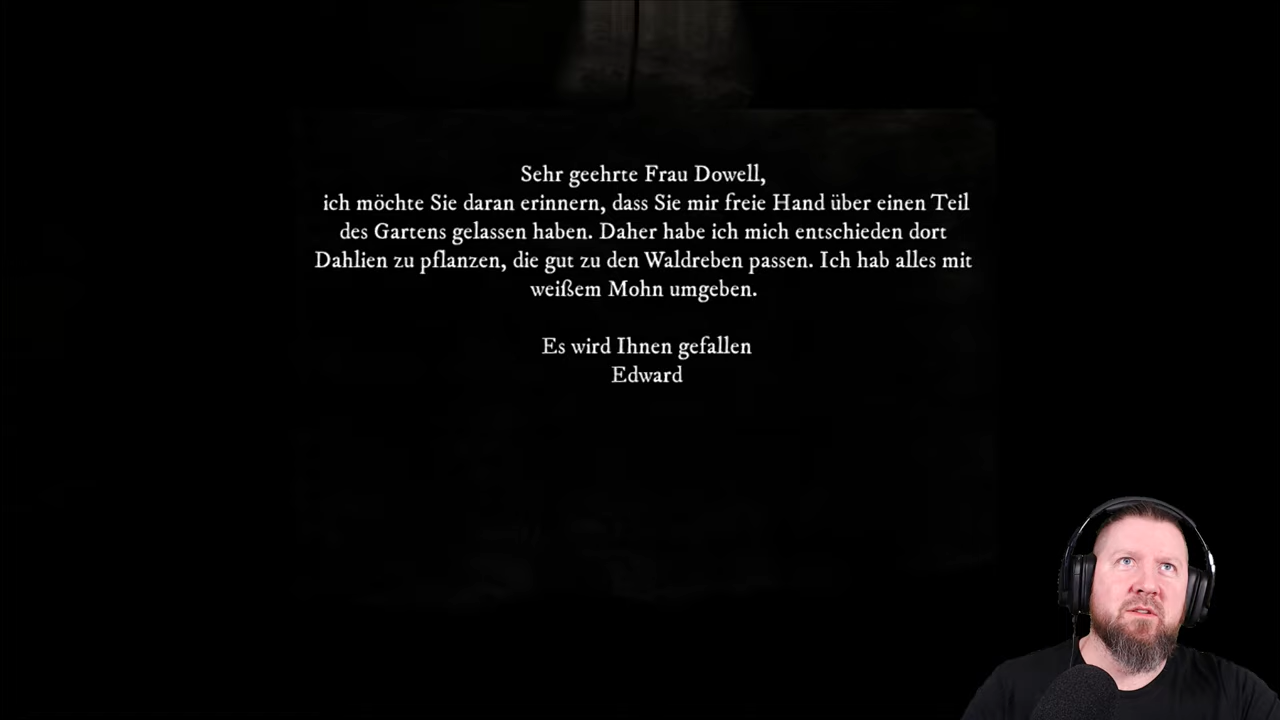 Sehr geehrte Frau Dowell,
ich möchte Sie daran erinnern, dass Sie mir freie Hand über einen Teil
des Gartens gelassen haben. Daher habe ich mich entschieden dort
Dahlien zu pflanzen, die gut zu den Waldreben passen. Ich hab alles mit
weißem Mohn umgeben.
Es wird Ihnen gefallen
Edward